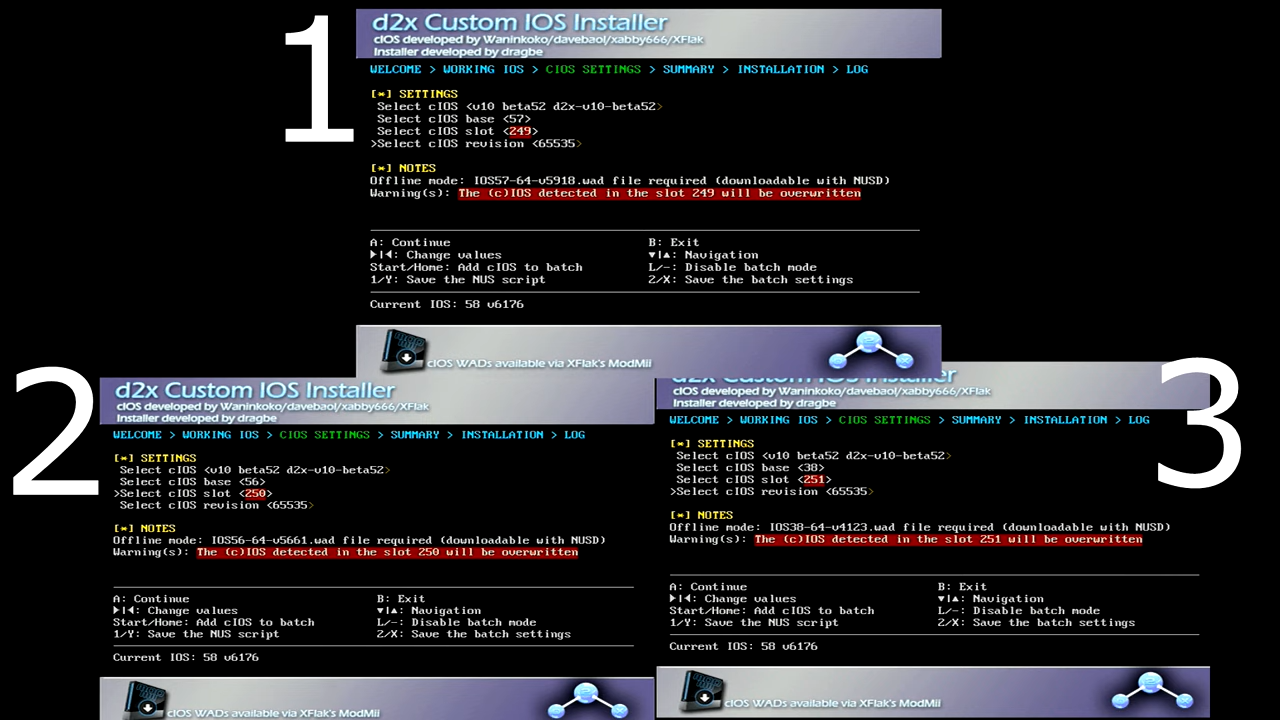 1
d2x Custom IOS Installer
cIOS developed by Waninkoko/davebaol/xabby666/XFlak
Installer developed by dragbe
WELCOME > WORKING IOS > CIOS SETTINGS > SUMMARY > INSTALLATION > LOG
[*] SETTINGS
Select cIOS <v10 beta52 d2x-v10-beta52>
Select cIOS base <57>
Select cIOS slot <249>
>Select cIOS revision <65535>
[*] NOTES
Offline mode: IOS57-64-v5918.wad file required (downloadable with NUSD)
Warning(s): The (c)IOS detected in the slot 249 will be overwritten
A: Continue B: Exit
►|◄: Change values ▼|▲: Navigation
Start/Home: Add cIOS to batch L/-: Disable batch mode
1/Y: Save the NUS script 2/X: Save the batch settings
Current IOS: 58 v6176
cIOS WADs available via XFlak's ModMii
2
d2x Custom IOS Installer
cIOS developed by Waninkoko/davebaol/xabby666/XFlak
Installer developed by dragbe
WELCOME > WORKING IOS > CIOS SETTINGS > SUMMARY > INSTALLATION > LOG
[*] SETTINGS
Select cIOS <v10 beta52 d2x-v10-beta52>
Select cIOS base <56>
>Select cIOS slot <250>
Select cIOS revision <65535>
[*] NOTES
Offline mode: IOS56-64-v5661.wad file required (downloadable with NUSD)
Warning(s): The (c)IOS detected in the slot 250 will be overwritten
A: Continue B: Exit
►|◄: Change values ▼|▲: Navigation
Start/Home: Add cIOS to batch L/-: Disable batch mode
1/Y: Save the NUS script 2/X: Save the batch settings
Current IOS: 58 v6176
cIOS WADs available via XFlak's ModMii
3
d2x Custom IOS Installer
cIOS developed by Waninkoko/davebaol/xabby666/XFlak
Installer developed by dragbe
WELCOME > WORKING IOS > CIOS SETTINGS > SUMMARY > INSTALLATION > LOG
[*] SETTINGS
Select cIOS <v10 beta52 d2x-v10-beta52>
Select cIOS base <38>
Select cIOS slot <251>
>Select cIOS revision <65535>
[*] NOTES
Offline mode: IOS38-64-v4123.wad file required (downloadable with NUSD)
Warning(s): The (c)IOS detected in the slot 251 will be overwritten
A: Continue B: Exit
►|◄: Change values ▼|▲: Navigation
Start/Home: Add cIOS to batch L/-: Disable batch mode
1/Y: Save the NUS script 2/X: Save the batch settings
Current IOS: 58 v6176
cIOS WADs available via XFlak's ModMii